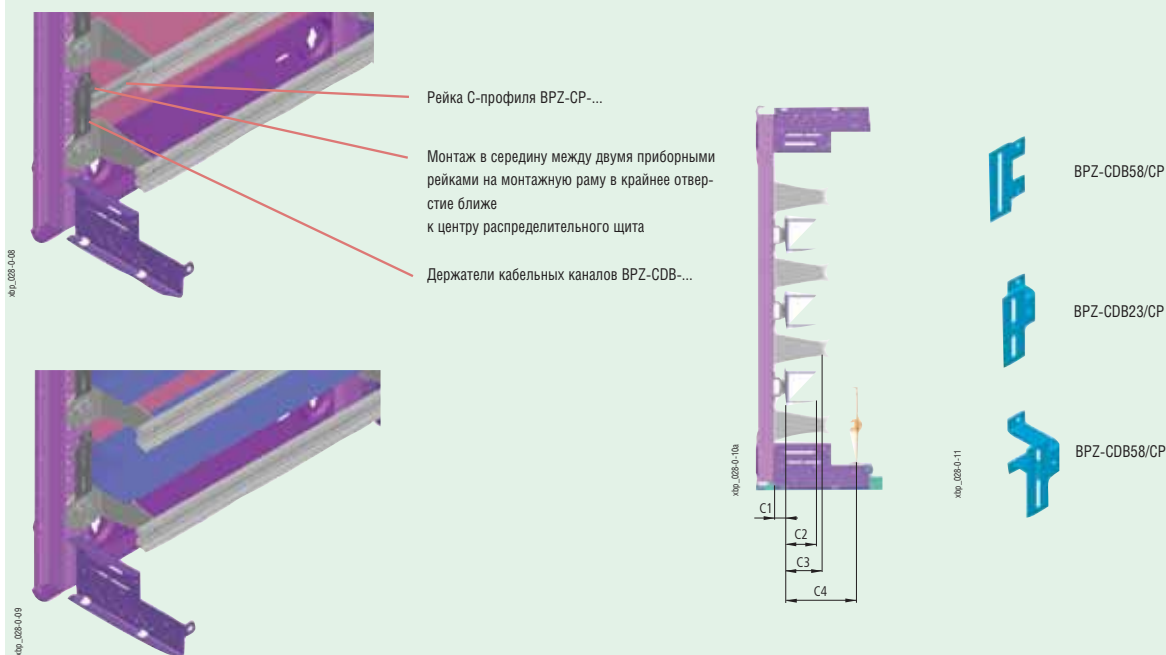 Рейка С-профиля BPZ-CP-...
Монтаж в середину между двумя приборными
рейками на монтажную раму в крайнее отвер-
стие ближе
к центру распределительного щита
Держатели кабельных каналов BPZ-CDB-...
xbp_028-0-08
xbp_028-0-09
C1
C2
C3
C4
xbp_028-0-10a
BPZ-CDB58/CP
BPZ-CDB23/CP
BPZ-CDB58/CP
xbp_028-0-11